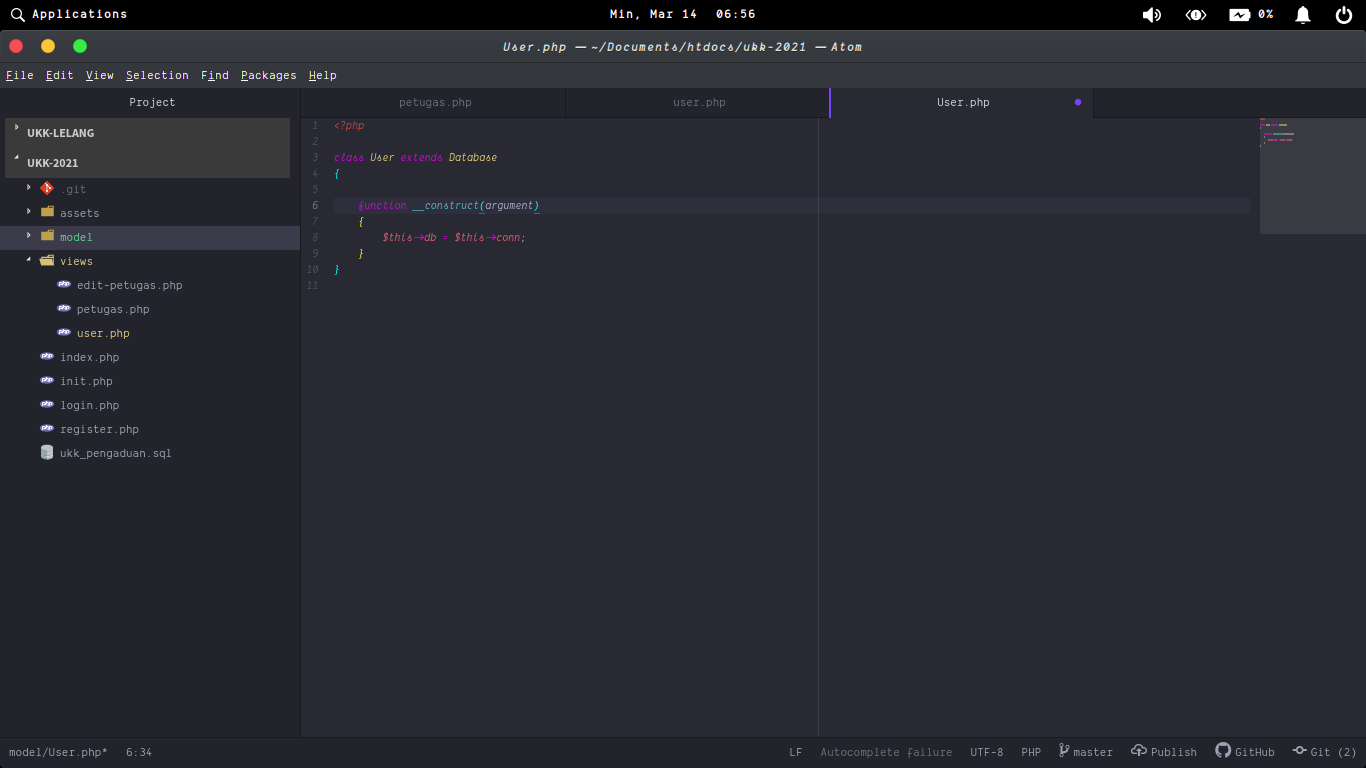 Applications
Min, Mar 14 06:56
0%
User.php — ~/Documents/htdocs/ukk-2021 — Atom
File Edit View Selection Find Packages Help
Project
petugas.php
user.php
User.php
UKK-LELANG
UKK-2021
.git
assets
model
views
edit-petugas.php
petugas.php
user.php
index.php
init.php
login.php
register.php
ukk_pengaduan.sql
1 <?php
2
3 class User extends Database
4 {
5
6 function __construct(argument)
7 {
8 $this->db = $this->conn;
9 }
10 }
11
model/User.php* 6:34
LF Autocomplete failure UTF-8 PHP master Publish GitHub Git (2)